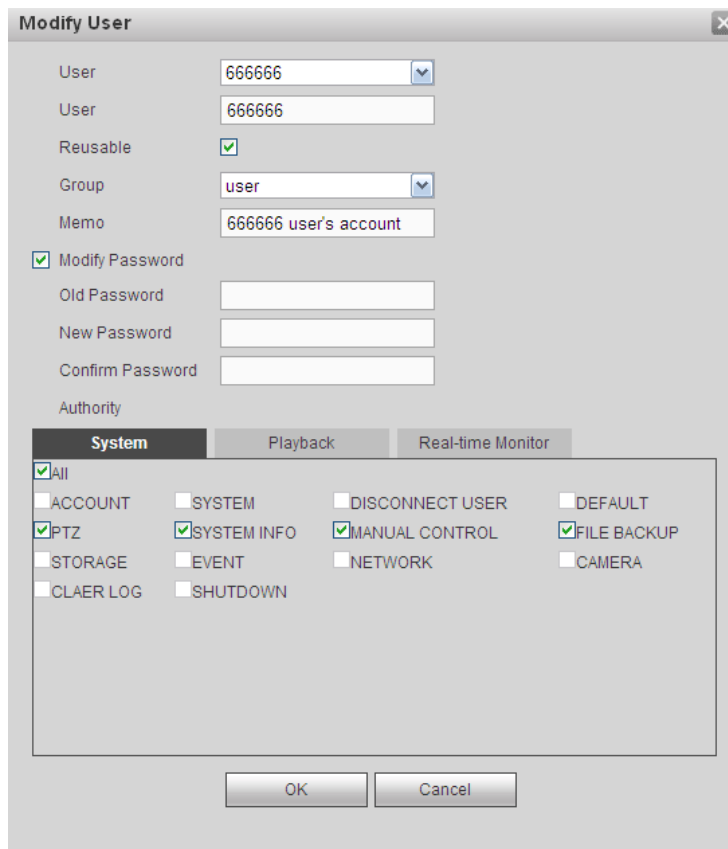 Modify User
User 666666
User 666666
Reusable
Group user
Memo 666666 user's account
Modify Password
Old Password
New Password
Confirm Password
Authority
System Playback Real-time Monitor
All
ACCOUNT SYSTEM DISCONNECT USER DEFAULT
PTZ SYSTEM INFO MANUAL CONTROL FILE BACKUP
STORAGE EVENT NETWORK CAMERA
CLAER LOG SHUTDOWN
OK Cancel